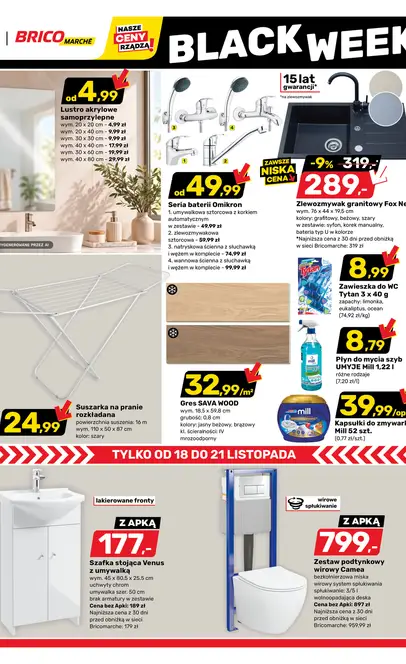 BRICO MARCHÉ
NASZE
CENY
RZĄDZĄ!
BLACK WEEK
od 4,99
Lustro akrylowe
samoprzylepne
wym. 20 x 20 cm - 4,99 zł
wym. 20 x 40 cm - 9,99 zł
wym. 30 x 30 cm - 9,99 zł
wym. 40 x 40 cm - 17,99 zł
wym. 30 x 60 cm - 19,99 zł
wym. 40 x 80 cm - 29,99 zł
WYGENEROWANE PRZEZ AI
1
2
3
4
od 49,99
Seria baterii Omikron
1. umywalkowa sztorcowa z korkiem
automatycznym
w zestawie - 49,99 zł
2. zlewozmywakowa
sztorcowa - 59,99 zł
3. natryskowa ścienna z słuchawką
i wężem w komplecie - 74,99 zł
4. wannowa ścienna z słuchawką
i wężem w komplecie - 99,99 zł
15 lat
gwarancji*
*na zlewozmywak
ZAWSZE
NISKA
CENA
-9% -319,-
289,-
Zlewozmywak granitowy Fox Ne
wym. 76 x 44 x 19,5 cm
kolory: grafitowy, beżowy, szary
w zestawie: syfon, korek manualny,
bateria typ U w kolorze
*Najniższa cena z 30 dni przed obniżką
w sieci Bricomarche: 319 zł
8,99
Zawieszka do WC
Tytan 3 x 40 g
zapachy: limonka,
eukaliptus, ocean
(74,92 zł/kg)
8,79
Płyn do mycia szyb
UMYJE Mill 1,22 l
różne rodzaje
(7,20 zł/l)
mill
39,99/op
Kapsułki do zmywar
Mill 52 szt.
(0,77 zł/szt.)
32,99/m²
Gres SAVA WOOD
wym. 18,5 x 59,8 cm
grubość: 0,8 cm
kolory: jasny beżowy, brązowy
kl. ścieralności: IV
mrozoodporny
24,99
Suszarka na pranie
rozkładana
powierzchnia suszenia: 16 m
wym. 110 x 50 x 87 cm
kolor: szary
TYLKO OD 18 DO 21 LISTOPADA
lakierowane fronty
Z APKĄ
177,-
Szafka stojąca Venus
z umywalką
wym. 45 x 80,5 x 25,5 cm
uchwyty chrom
umywalka szer. 50 cm
brak armatury w zestawie
Cena bez Apki: 189 zł
Najniższa cena z 30 dni
przed obniżką w sieci
Bricomarche: 179 zł
wirowe
spłukiwanie
Z APKĄ
799,-
Zestaw podtynkowy
wirowy Camea
bezkołnierzowa miska
wirowy system spłukiwania
spłukiwanie: 3/5 l
wolnoopadająca deska
Cena bez Apki: 897 zł
Najniższa cena z 30 dni
przed obniżką w sieci
Bricomarche: 959,99 zł